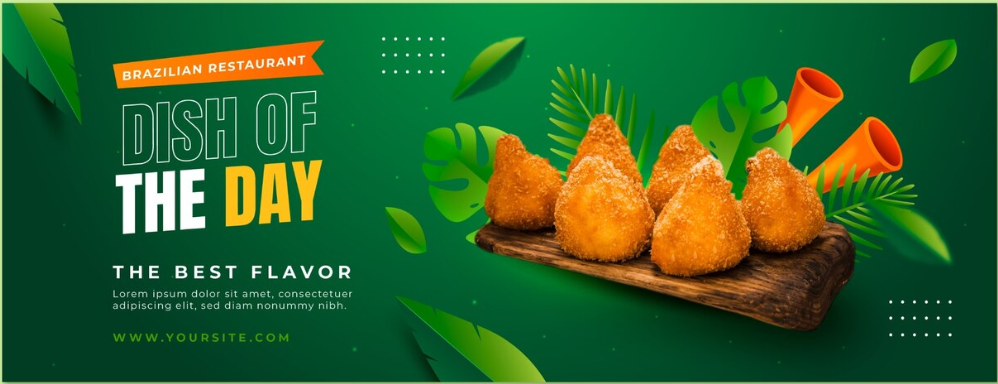 BRAZILIAN RESTAURANT
DISH OF
THE DAY
THE BEST FLAVOR
Lorem ipsum dolor sit amet, consectetuer
adipiscing elit, sed diam nonummy nibh.
WWW.YOURSITE.COM